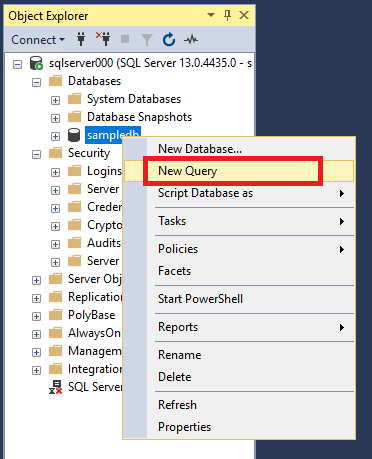 Object Explorer
Connect
sqlserver000 (SQL Server 13.0.4435.0 - s
Databases
System Databases
Database Snapshots
sampledb
Security
Logins
Server
Creden
Crypto
Audits
Server
Server Obj
Replication
PolyBase
AlwaysOn
Managem
Integration
SQL Server
New Database...
New Query
Script Database as
Tasks
Policies
Facets
Start PowerShell
Reports
Rename
Delete
Refresh
Properties